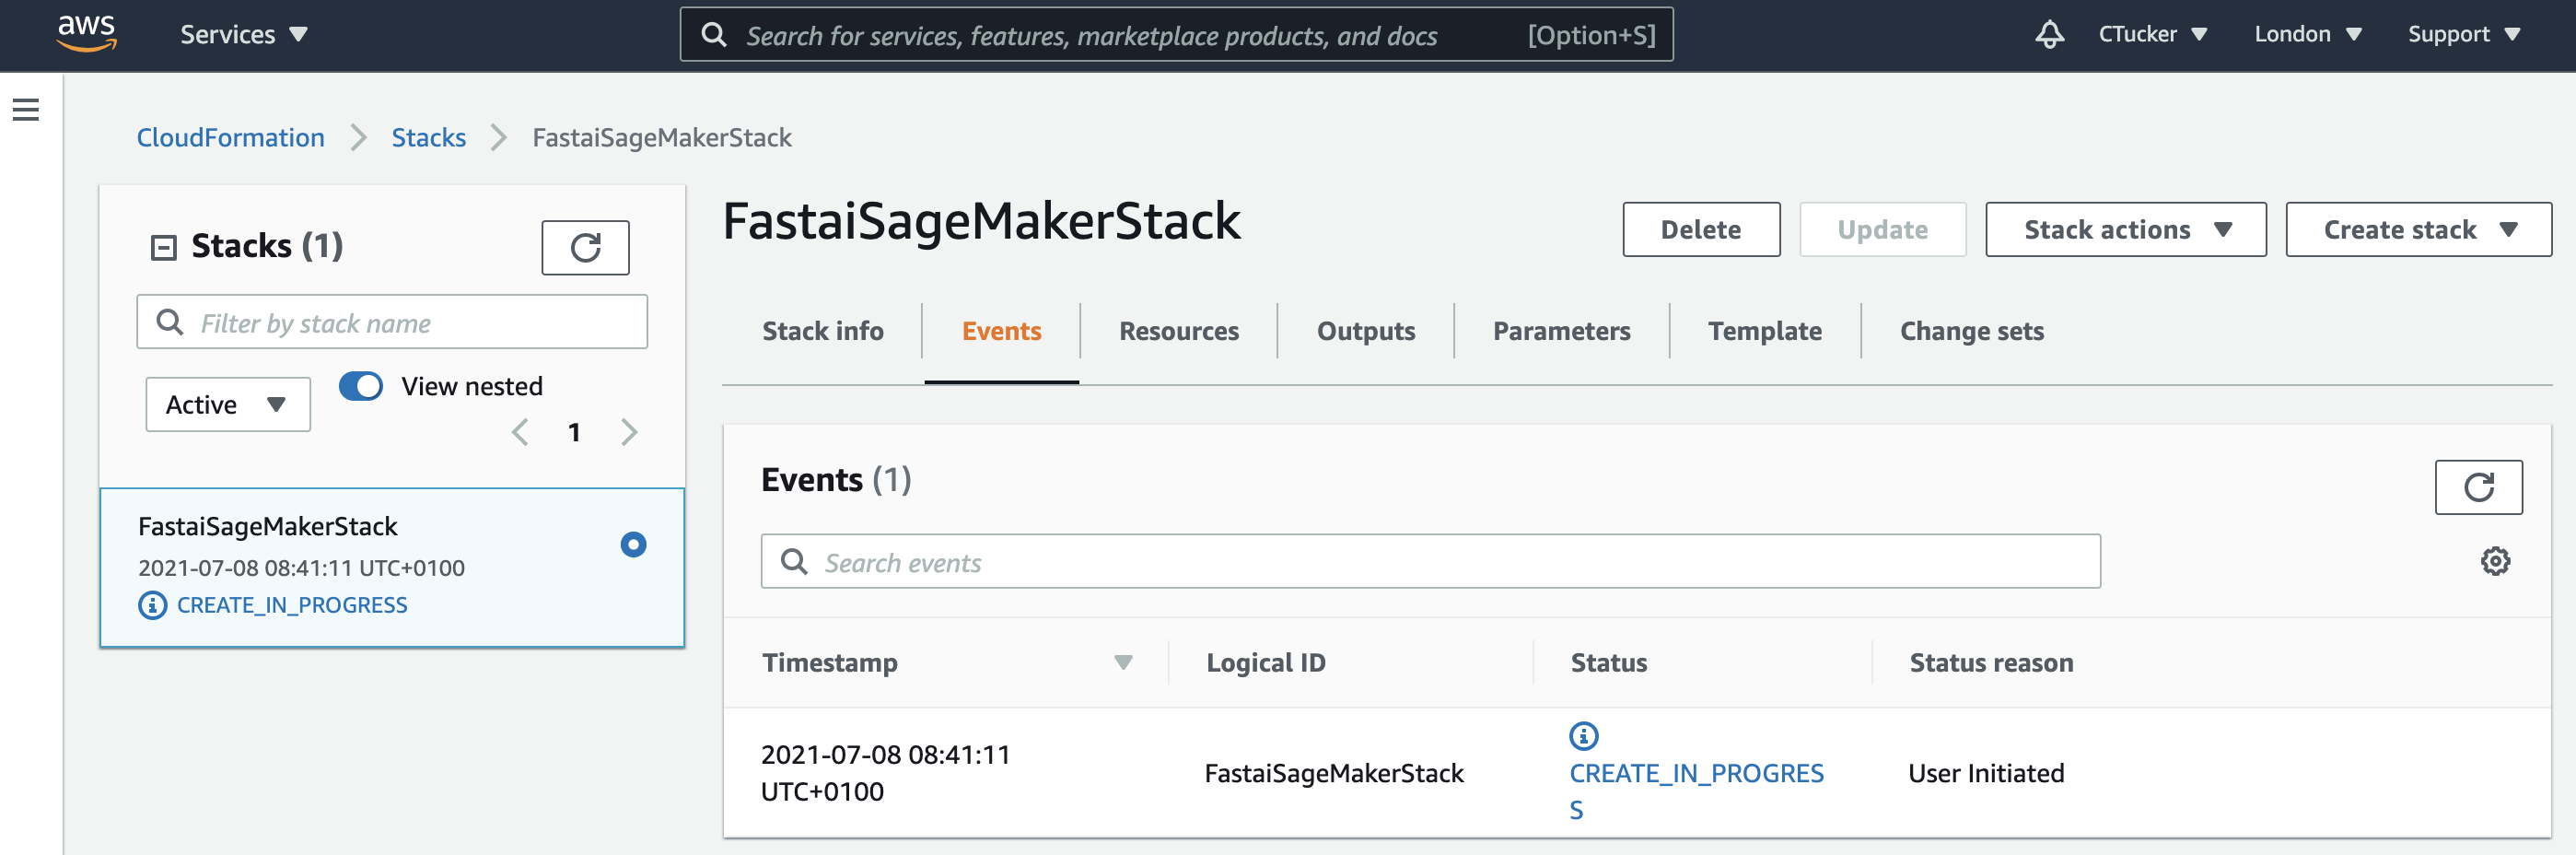 aws
Services
Search for services, features, marketplace products, and docs
[Option+S]
CTucker
London
Support
CloudFormation
Stacks
FastaiSageMakerStack
Stacks (1)
Filter by stack name
Active
View nested
1
FastaiSageMakerStack
2021-07-08 08:41:11 UTC+0100
CREATE_IN_PROGRESS
FastaiSageMakerStack
Delete
Update
Stack actions
Create stack
Stack info
Events
Resources
Outputs
Parameters
Template
Change sets
Events (1)
Search events
Timestamp
Logical ID
Status
Status reason
2021-07-08 08:41:11
UTC+0100
FastaiSageMakerStack
CREATE_IN_PROGRES
S
User Initiated